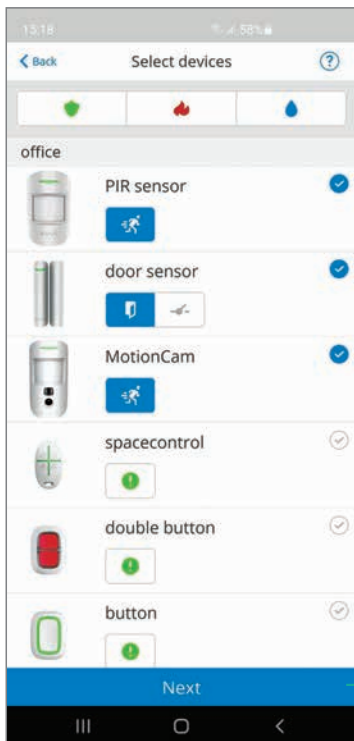 15:18 58%
Back Select devices ?
office
PIR sensor
door sensor
MotionCam
spacecontrol
double button
button
Next